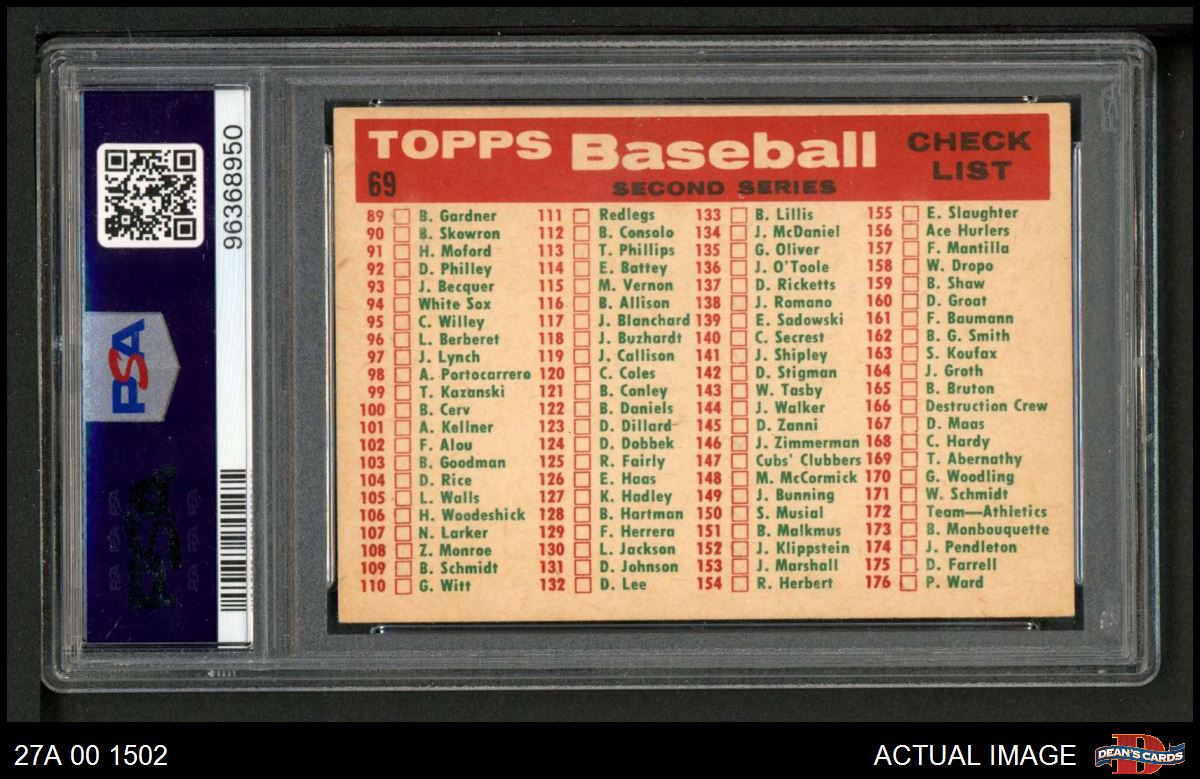 PSA
96368950
PSA
TOPPS Baseball CHECK LIST
69 SECOND SERIES
89 B. Gardner
90 B. Skowron
91 H. Moford
92 D. Philley
93 J. Becquer
94 White Sox
95 C. Willey
96 L. Berberet
97 J. Lynch
98 A. Portocarrero
99 T. Kazanski
100 B. Cerv
101 A. Kellner
102 F. Alou
103 B. Goodman
104 D. Rice
105 L. Walls
106 H. Woodeshick
107 N. Larker
108 Z. Monroe
109 B. Schmidt
110 G. Witt
111 Redlegs
112 B. Consolo
113 T. Phillips
114 E. Battey
115 M. Vernon
116 B. Allison
117 J. Blanchard
118 J. Buzhardt
119 J. Callison
120 C. Coles
121 B. Conley
122 B. Daniels
123 D. Dillard
124 D. Dobbek
125 R. Fairly
126 E. Haas
127 K. Hadley
128 B. Hartman
129 F. Herrera
130 L. Jackson
131 D. Johnson
132 D. Lee
133 B. Lillis
134 J. McDaniel
135 G. Oliver
136 J. O'Toole
137 D. Ricketts
138 J. Romano
139 E. Sadowski
140 C. Secrest
141 J. Shipley
142 D. Stigman
143 W. Tasby
144 J. Walker
145 D. Zanni
146 J. Zimmerman
147 Cubs' Clubbers
148 M. McCormick
149 J. Bunning
150 S. Musial
151 B. Malkmus
152 J. Klippstein
153 J. Marshall
154 R. Herbert
155 E. Slaughter
156 Ace Hurlers
157 F. Mantilla
158 W. Dropo
159 B. Shaw
160 D. Groat
161 F. Baumann
162 B. G. Smith
163 S. Koufax
164 J. Groth
165 B. Bruton
166 Destruction Crew
167 D. Maas
168 C. Hardy
169 T. Abernathy
170 G. Woodling
171 W. Schmidt
172 Team—Athletics
173 B. Monbouquette
174 J. Pendleton
175 D. Farrell
176 P. Ward
27A 00 1502
ACTUAL IMAGE
DEAN'S CARDS